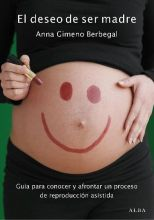 El deseo de ser madre
Anna Gimeno Berbegal
Guía para conocer y afrontar un proceso
de reproducción asistida
ALBA